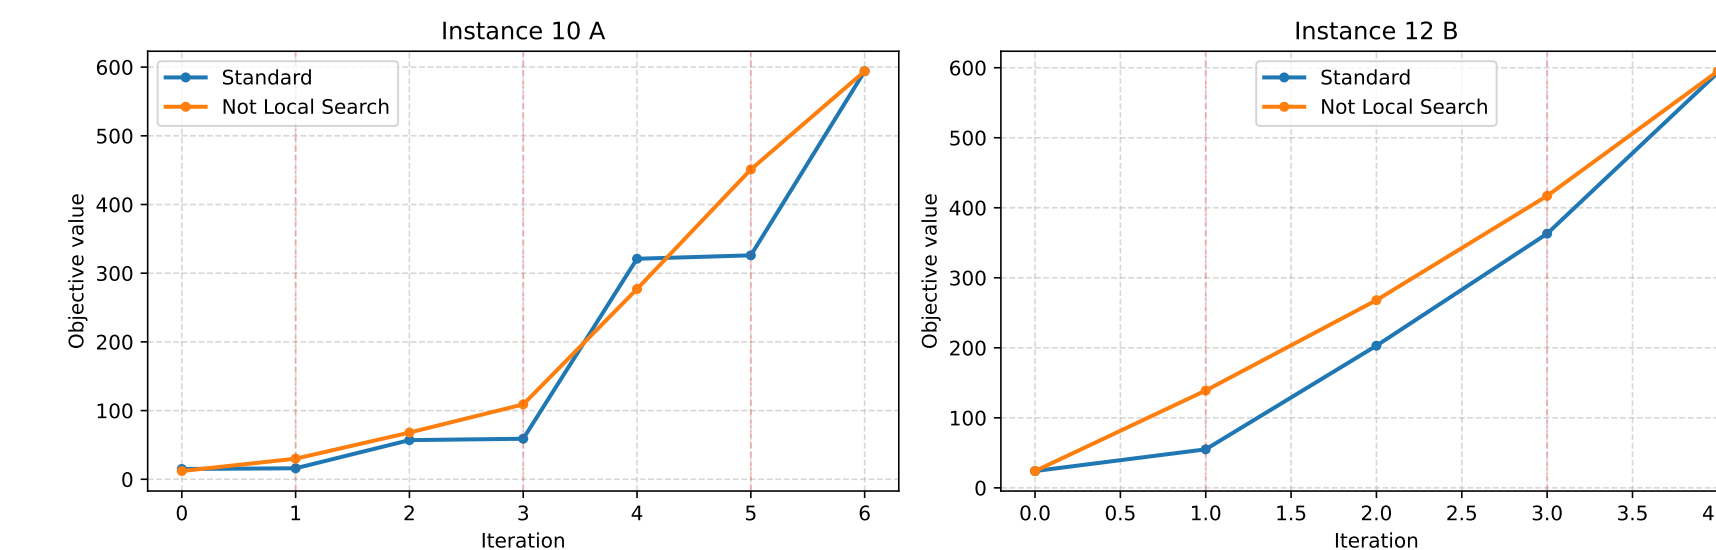 Instance 10 A
Standard
Not Local Search
Objective value
600
500
400
300
200
100
0
0 1 2 3 4 5 6
Iteration
Instance 12 B
Standard
Not Local Search
Objective value
600
500
400
300
200
100
0
0.0 0.5 1.0 1.5 2.0 2.5 3.0 3.5 4
Iteration